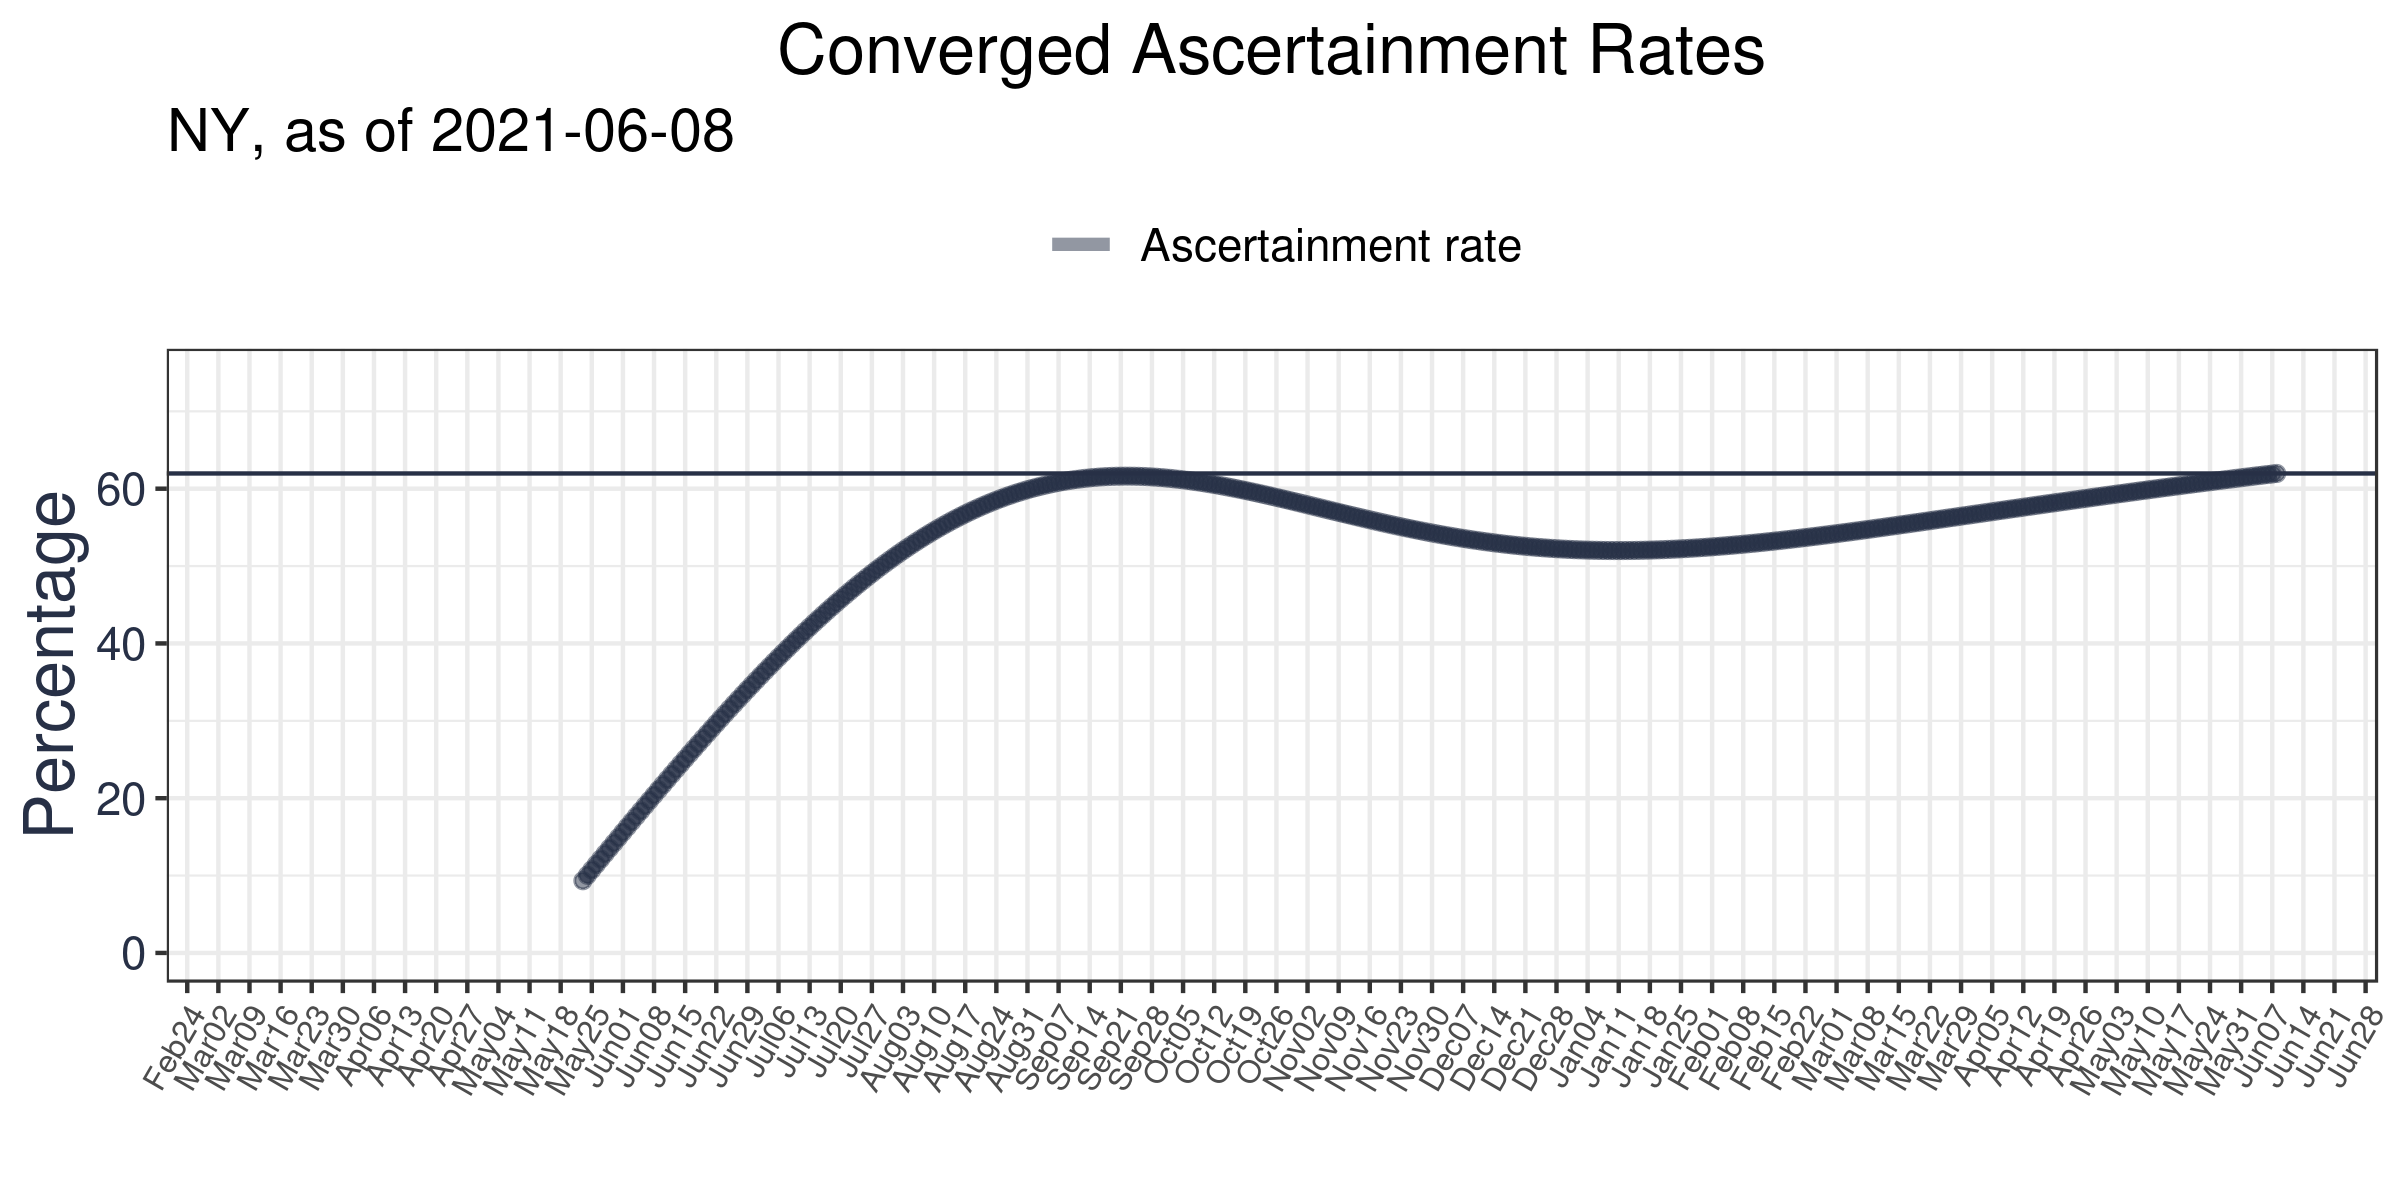 Converged Ascertainment Rates
NY, as of 2021-06-08
Ascertainment rate
Percentage
60
40
20
0
Feb24
Mar02
Mar09
Mar16
Mar23
Mar30
Apr06
Apr13
Apr20
Apr27
May04
May11
May18
May25
Jun01
Jun08
Jun15
Jun22
Jun29
Jul06
Jul13
Jul20
Jul27
Aug03
Aug10
Aug17
Aug24
Aug31
Sep07
Sep14
Sep21
Sep28
Oct05
Oct12
Oct19
Oct26
Nov02
Nov09
Nov16
Nov23
Nov30
Dec07
Dec14
Dec21
Dec28
Jan04
Jan11
Jan18
Jan25
Feb01
Feb08
Feb15
Feb22
Mar01
Mar08
Mar15
Mar22
Mar29
Apr05
Apr12
Apr19
Apr26
May03
May10
May17
May24
May31
Jun07
Jun14
Jun21
Jun28